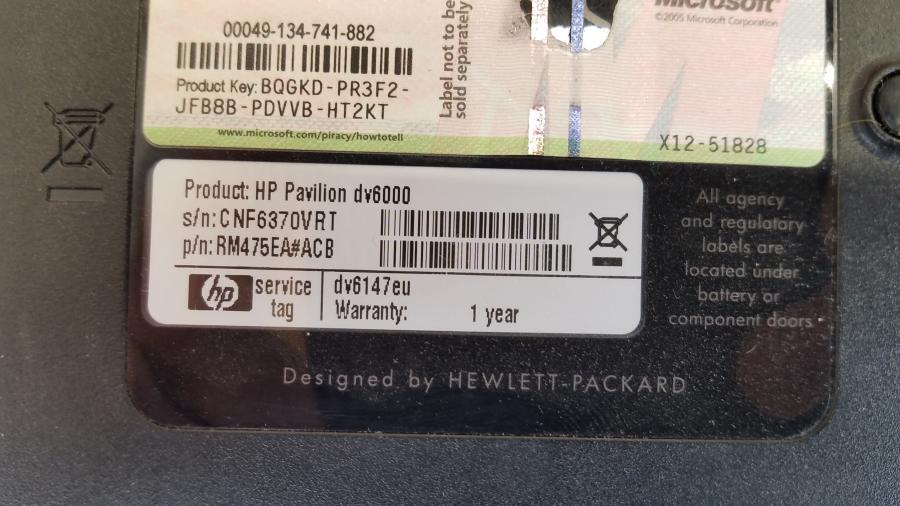 00049-134-741-882
Product Key: BQGKD-PR3F2-
JFB8B-PDVVB-HT2KT
www.microsoft.com/piracy/howtotell
Label not to be
sold separately
Microsoft
©2005 Microsoft Corporation
X12-51828
Product: HP Pavilion dv6000
s/n: CNF6370VRT
p/n: RM475EA#ACB
hp service
tag
dv6147eu
Warranty: 1 year
All agency
and regulatory
labels are
located under
battery or
component doors
Designed by HEWLETT-PACKARD